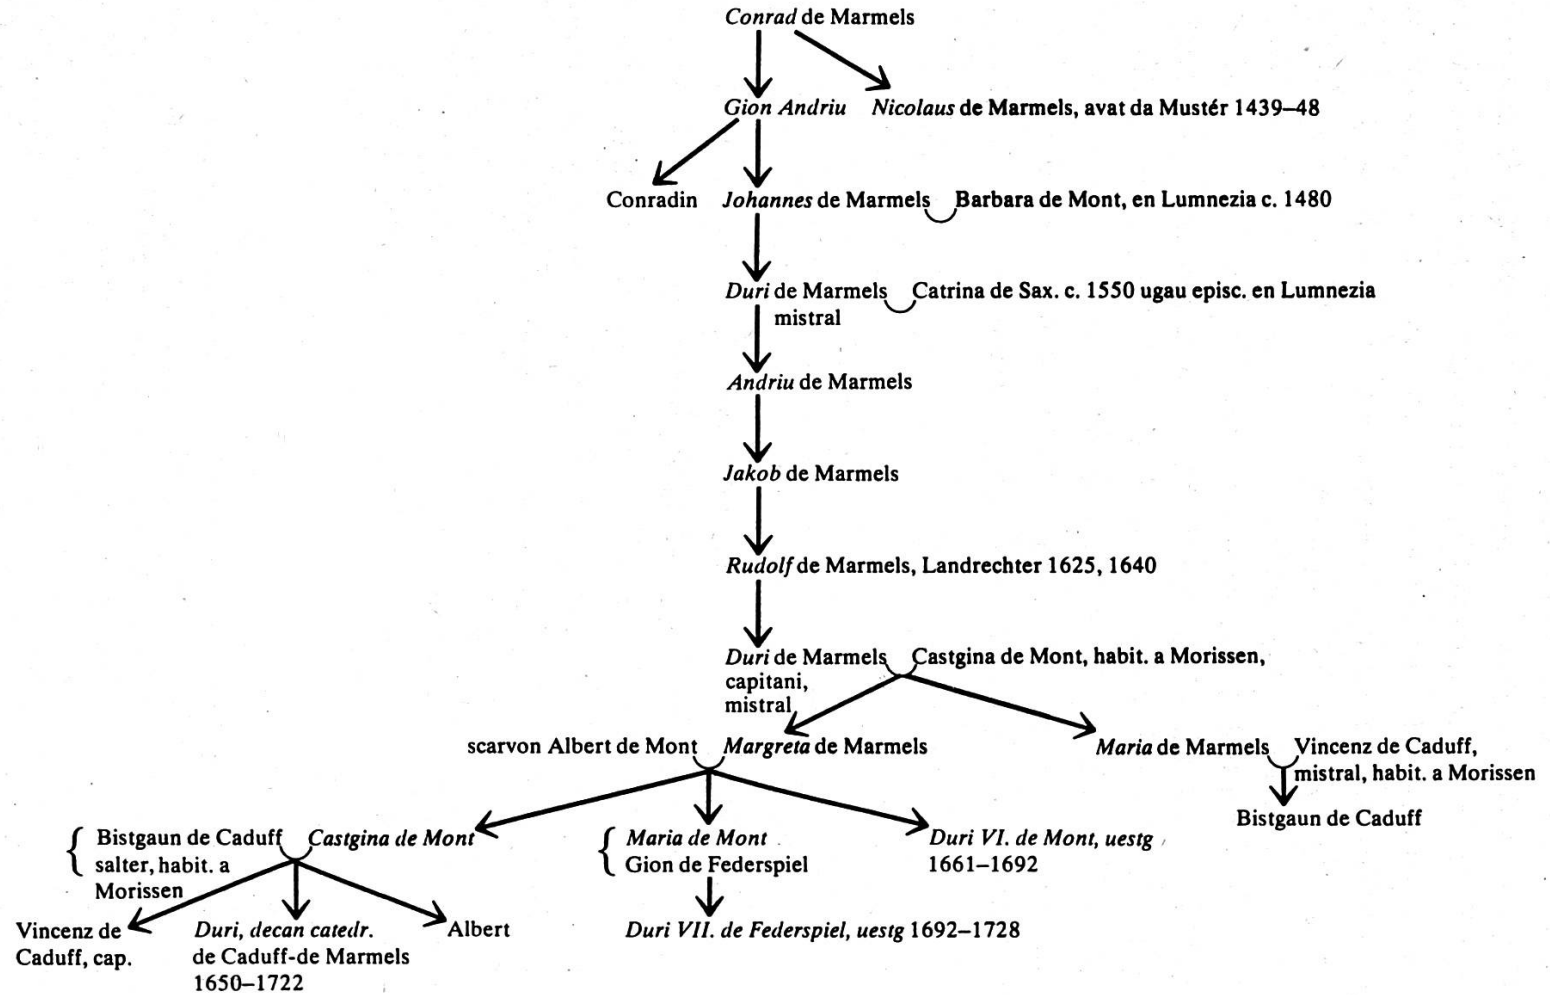 Conrad de Marmels
Gion Andriu Nicolaus de Marmels, avat da Mustér 1439–48
Conradin Johannes de Marmels Barbara de Mont, en Lumnezia c. 1480
Duri de Marmels Catrina de Sax. c. 1550 ugau episc. en Lumnezia
mistral
Andriu de Marmels
Jakob de Marmels
Rudolf de Marmels, Landrechter 1625, 1640
Duri de Marmels Castgina de Mont, habit. a Morissen,
capitani,
mistral
scarvon Albert de Mont Margreta de Marmels
Maria de Marmels Vincenz de Caduff,
mistral, habit. a Morissen
Bistgaun de Caduff
Bistgaun de Caduff Castgina de Mont
salter, habit. a
Morissen
Maria de Mont
Gion de Federspiel
Duri VI. de Mont, uestg
1661–1692
Vincenz de
Caduff, cap.
Duri, decan catedr.
de Caduff-de Marmels
1650–1722
Albert
Duri VII. de Federspiel, uestg 1692–1728